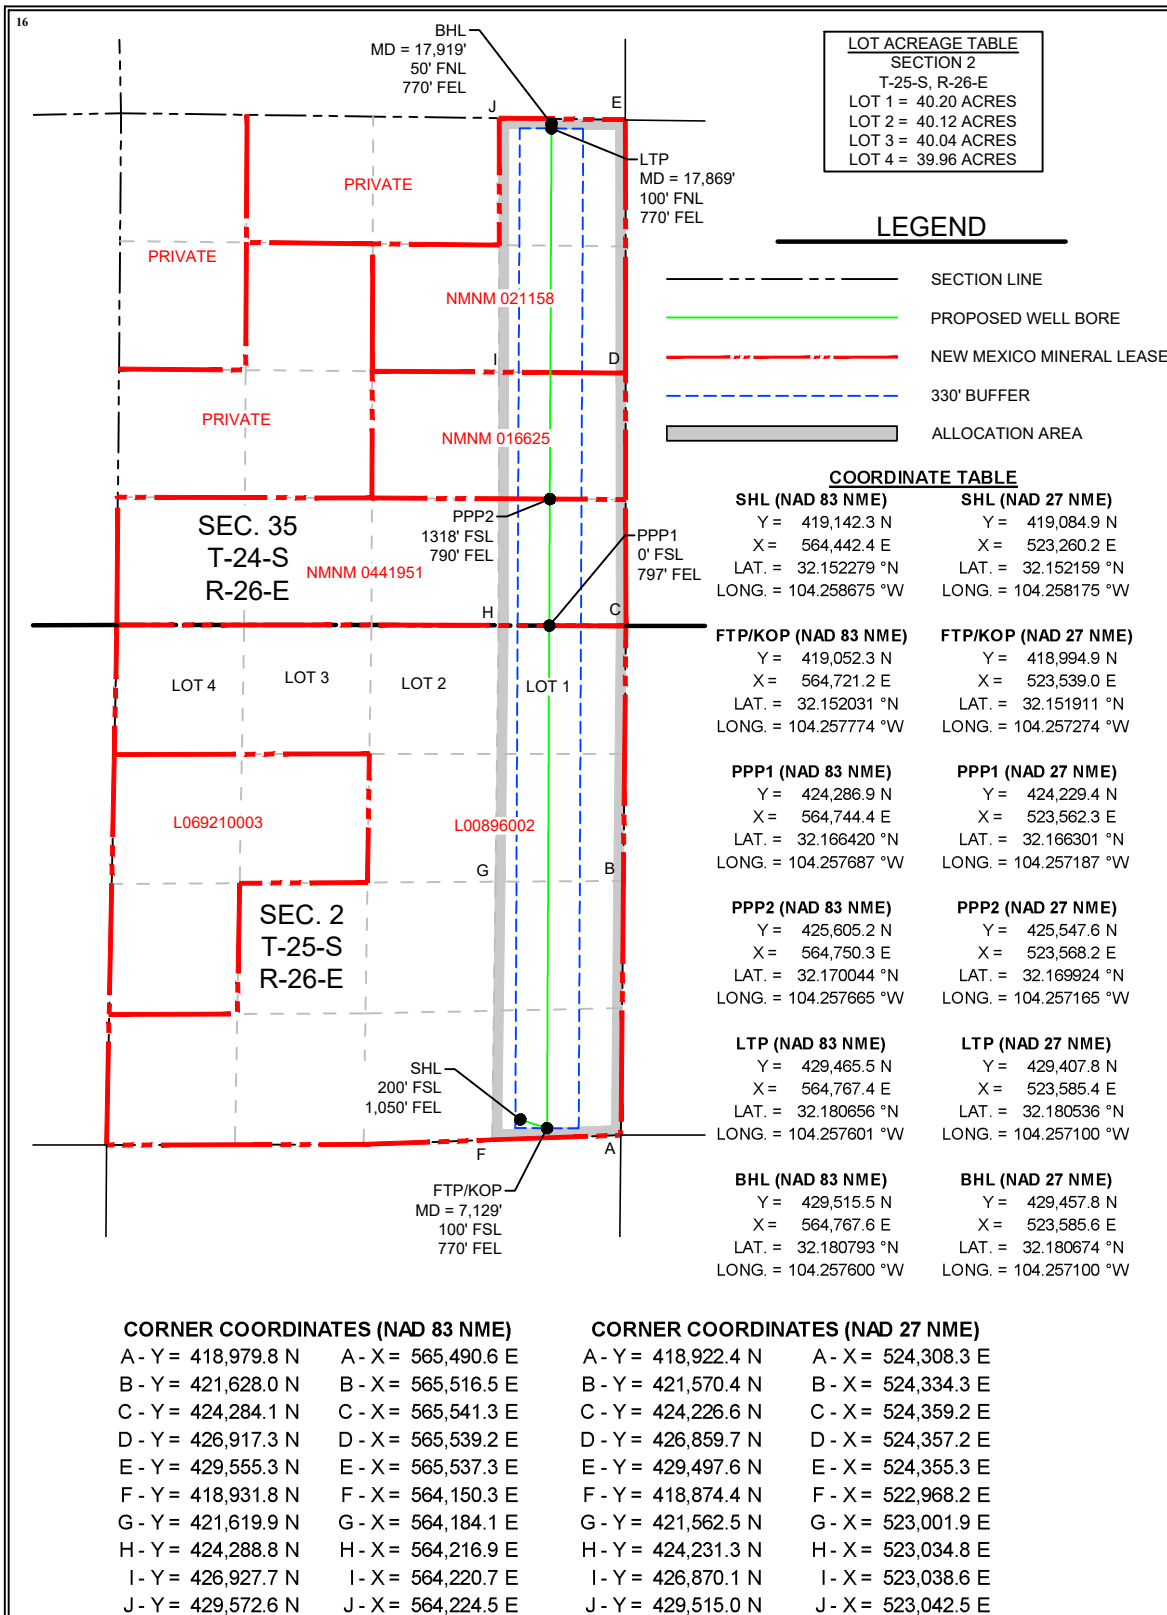 16
BHL
MD = 17,919'
50' FNL
770' FEL
J
E
LTP
MD = 17,869'
100' FNL
770' FEL
PRIVATE
PRIVATE
NMNM 021158
I
D
PRIVATE
NMNM 016625
SEC. 35
T-24-S
R-26-E
PPP2
1318' FSL
790' FEL
PPP1
0' FSL
797' FEL
NMNM 0441951
H
C
LOT 4
LOT 3
LOT 2
LOT 1
L069210003
L00896002
G
B
SEC. 2
T-25-S
R-26-E
SHL
200' FSL
1,050' FEL
F
A
FTP/KOP
MD = 7,129'
100' FSL
770' FEL
LOT ACREAGE TABLE
SECTION 2
T-25-S, R-26-E
LOT 1 = 40.20 ACRES
LOT 2 = 40.12 ACRES
LOT 3 = 40.04 ACRES
LOT 4 = 39.96 ACRES
LEGEND
SECTION LINE
PROPOSED WELL BORE
NEW MEXICO MINERAL LEASE
330' BUFFER
ALLOCATION AREA
COORDINATE TABLE
SHL (NAD 83 NME) SHL (NAD 27 NME)
Y = 419,142.3 N Y = 419,084.9 N
X = 564,442.4 E X = 523,260.2 E
LAT. = 32.152279 °N LAT. = 32.152159 °N
LONG. = 104.258675 °W LONG. = 104.258175 °W
FTP/KOP (NAD 83 NME) FTP/KOP (NAD 27 NME)
Y = 419,052.3 N Y = 418,994.9 N
X = 564,721.2 E X = 523,539.0 E
LAT. = 32.152031 °N LAT. = 32.151911 °N
LONG. = 104.257774 °W LONG. = 104.257274 °W
PPP1 (NAD 83 NME) PPP1 (NAD 27 NME)
Y = 424,286.9 N Y = 424,229.4 N
X = 564,744.4 E X = 523,562.3 E
LAT. = 32.166420 °N LAT. = 32.166301 °N
LONG. = 104.257687 °W LONG. = 104.257187 °W
PPP2 (NAD 83 NME) PPP2 (NAD 27 NME)
Y = 425,605.2 N Y = 425,547.6 N
X = 564,750.3 E X = 523,568.2 E
LAT. = 32.170044 °N LAT. = 32.169924 °N
LONG. = 104.257665 °W LONG. = 104.257165 °W
LTP (NAD 83 NME) LTP (NAD 27 NME)
Y = 429,465.5 N Y = 429,407.8 N
X = 564,767.4 E X = 523,585.4 E
LAT. = 32.180656 °N LAT. = 32.180536 °N
LONG. = 104.257601 °W LONG. = 104.257100 °W
BHL (NAD 83 NME) BHL (NAD 27 NME)
Y = 429,515.5 N Y = 429,457.8 N
X = 564,767.6 E X = 523,585.6 E
LAT. = 32.180793 °N LAT. = 32.180674 °N
LONG. = 104.257600 °W LONG. = 104.257100 °W
CORNER COORDINATES (NAD 83 NME) CORNER COORDINATES (NAD 27 NME)
A - Y = 418,979.8 N A - X = 565,490.6 E A - Y = 418,922.4 N A - X = 524,308.3 E
B - Y = 421,628.0 N B - X = 565,516.5 E B - Y = 421,570.4 N B - X = 524,334.3 E
C - Y = 424,284.1 N C - X = 565,541.3 E C - Y = 424,226.6 N C - X = 524,359.2 E
D - Y = 426,917.3 N D - X = 565,539.2 E D - Y = 426,859.7 N D - X = 524,357.2 E
E - Y = 429,555.3 N E - X = 565,537.3 E E - Y = 429,497.6 N E - X = 524,355.3 E
F - Y = 418,931.8 N F - X = 564,150.3 E F - Y = 418,874.4 N F - X = 522,968.2 E
G - Y = 421,619.9 N G - X = 564,184.1 E G - Y = 421,562.5 N G - X = 523,001.9 E
H - Y = 424,288.8 N H - X = 564,216.9 E H - Y = 424,231.3 N H - X = 523,034.8 E
I - Y = 426,927.7 N I - X = 564,220.7 E I - Y = 426,870.1 N I - X = 523,038.6 E
J - Y = 429,572.6 N J - X = 564,224.5 E J - Y = 429,515.0 N J - X = 523,042.5 E